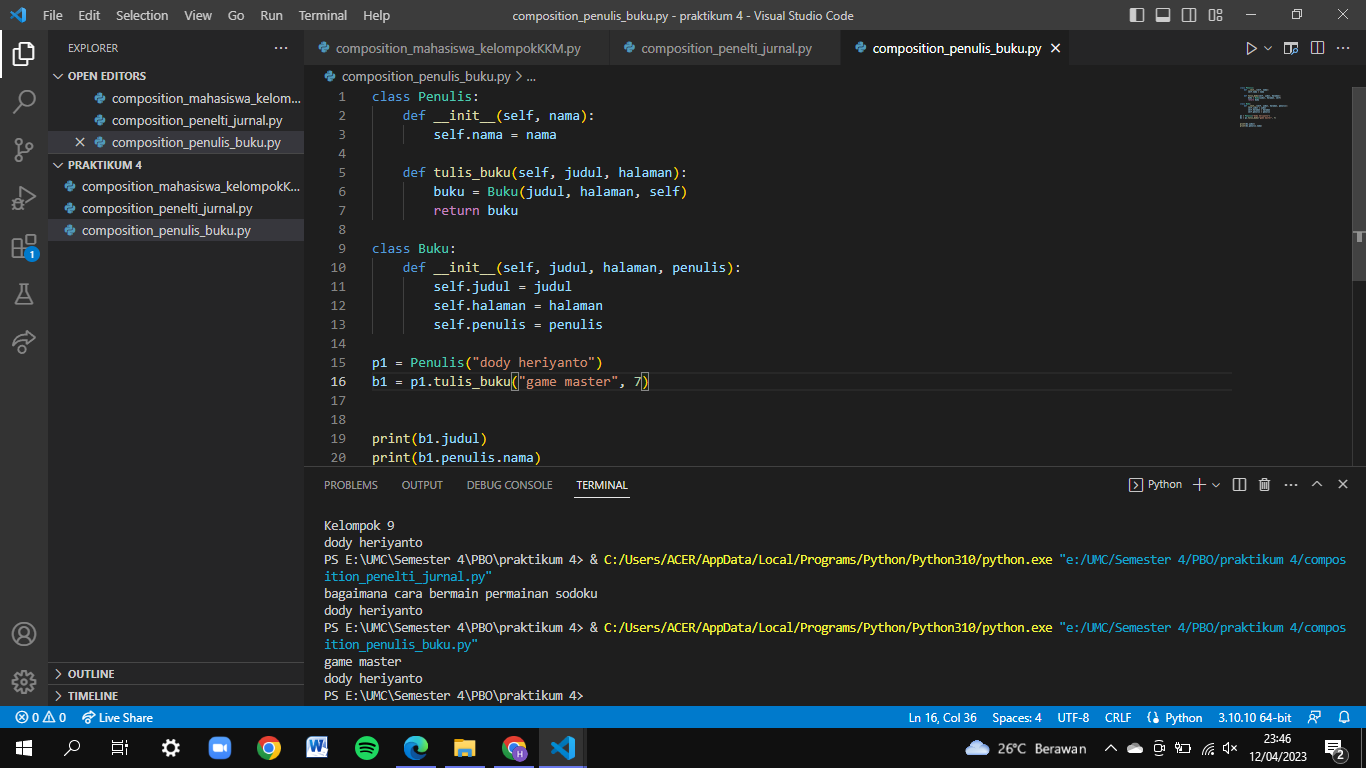 File Edit Selection View Go Run Terminal Help
composition_penulis_buku.py - praktikum 4 - Visual Studio Code
EXPLORER
OPEN EDITORS
composition_mahasiswa_kelom...
composition_penelti_jurnal.py
composition_penulis_buku.py
PRAKTIKUM 4
composition_mahasiswa_kelompokK...
composition_penelti_jurnal.py
composition_penulis_buku.py
1
OUTLINE
TIMELINE
composition_mahasiswa_kelompokKKM.py composition_penelti_jurnal.py composition_penulis_buku.py
composition_penulis_buku.py > ...
1 class Penulis:
2 def __init__(self, nama):
3 self.nama = nama
4
5 def tulis_buku(self, judul, halaman):
6 buku = Buku(judul, halaman, self)
7 return buku
8
9 class Buku:
10 def __init__(self, judul, halaman, penulis):
11 self.judul = judul
12 self.halaman = halaman
13 self.penulis = penulis
14
15 p1 = Penulis("dody heriyanto")
16 b1 = p1.tulis_buku("game master", 7)
17
18
19 print(b1.judul)
20 print(b1.penulis.nama)
PROBLEMS OUTPUT DEBUG CONSOLE TERMINAL
Python
Kelompok 9
dody heriyanto
PS E:\UMC\Semester 4\PBO\praktikum 4> & C:/Users/ACER/AppData/Local/Programs/Python/Python310/python.exe "e:/UMC/Semester 4/PBO/praktikum 4/compos
ition_penelti_jurnal.py"
bagaimana cara bermain permainan sodoku
dody heriyanto
PS E:\UMC\Semester 4\PBO\praktikum 4> & C:/Users/ACER/AppData/Local/Programs/Python/Python310/python.exe "e:/UMC/Semester 4/PBO/praktikum 4/compos
ition_penulis_buku.py"
game master
dody heriyanto
PS E:\UMC\Semester 4\PBO\praktikum 4>
0 0 Live Share
Ln 16, Col 36 Spaces: 4 UTF-8 CRLF Python 3.10.10 64-bit
26°C Berawan
23:46
12/04/2023
2